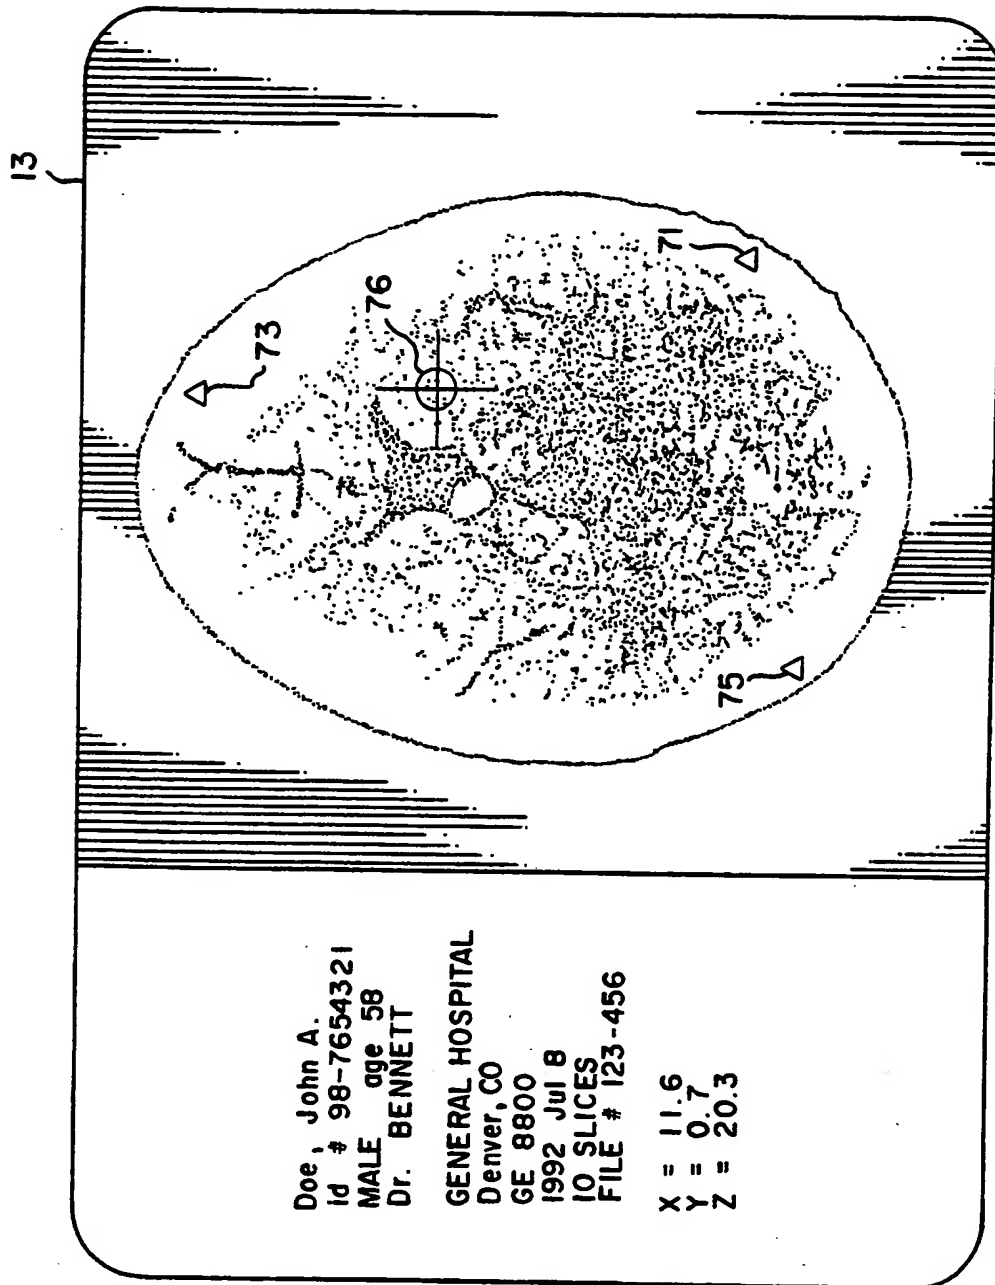 Doe, John A.
Id # 98-7654321
MALE age 58
Dr. BENNETT
GENERAL HOSPITAL
Denver, CO
GE 8800
1992 Jul 8
10 SLICES
FILE # 123-456
X = 11.6
Y = 0.7
Z = 20.3
13
73
76
71
75